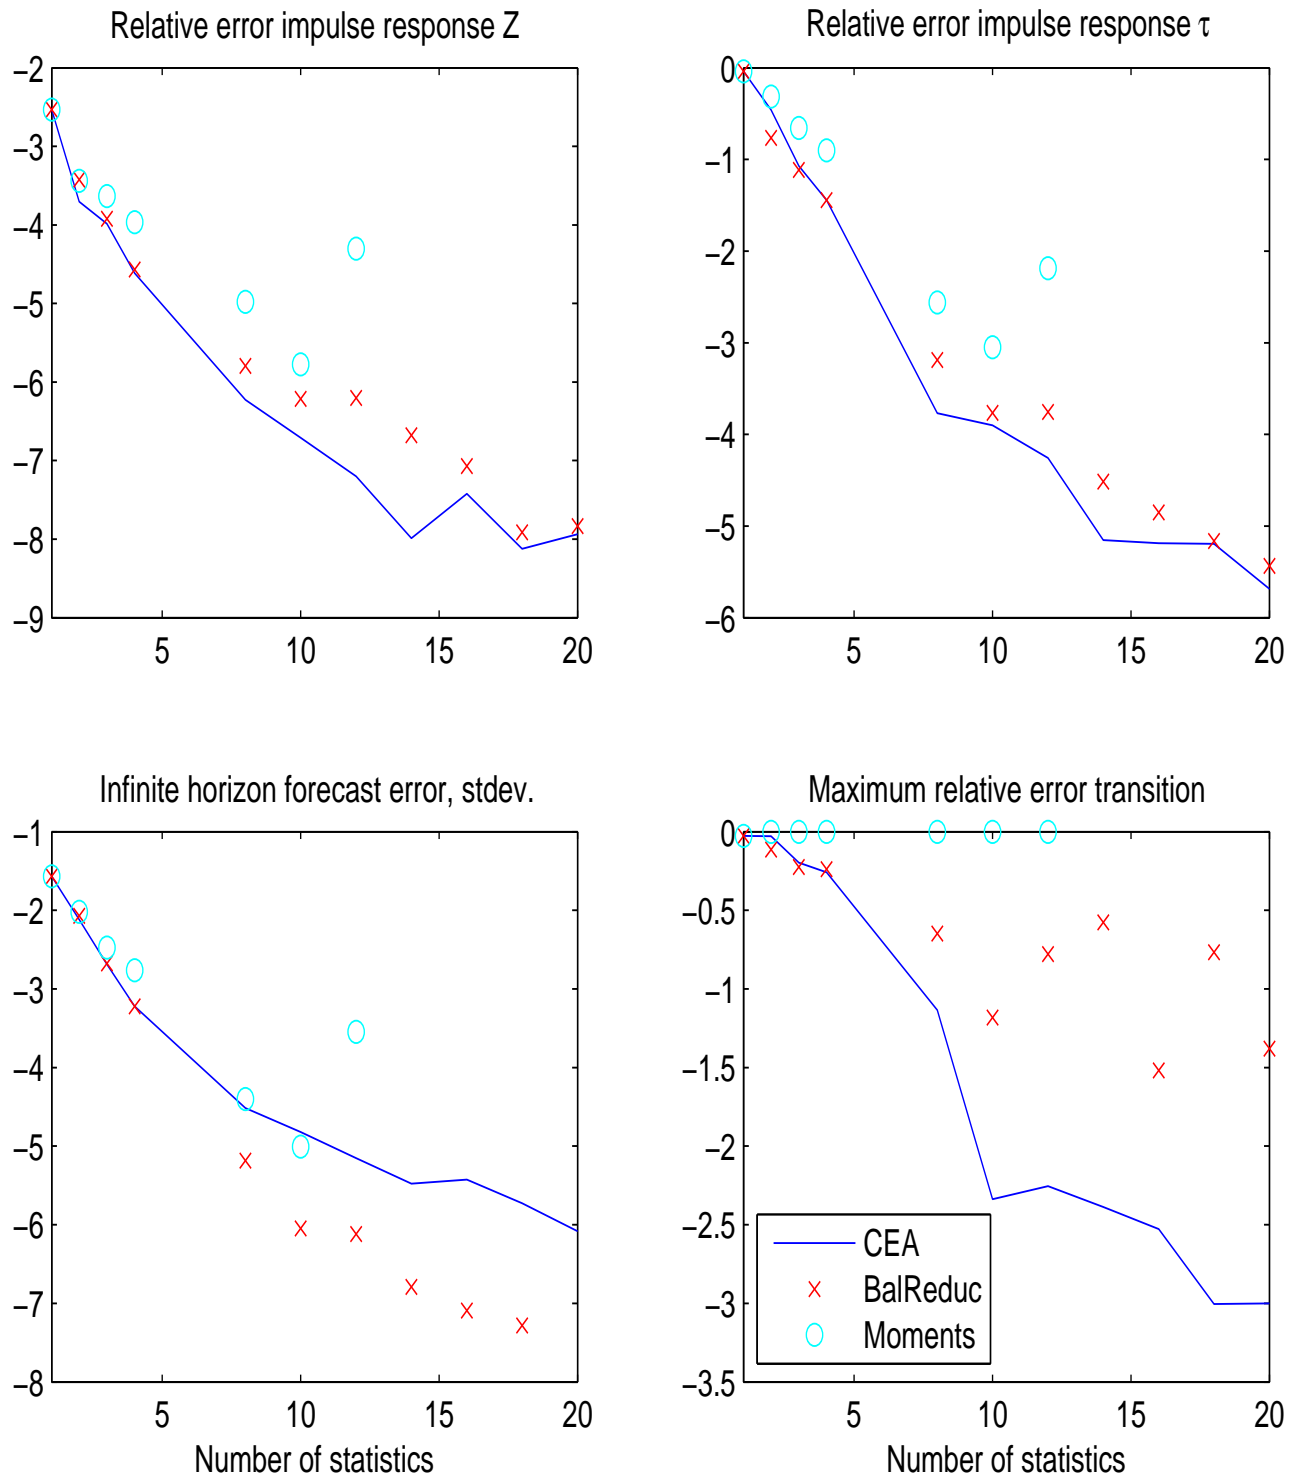 Relative error impulse response Z
−2
−3
−4
−5
−6
−7
−8
−9
5 10 15 20
Relative error impulse response τ
0
−1
−2
−3
−4
−5
−6
5 10 15 20
Infinite horizon forecast error, stdev.
−1
−2
−3
−4
−5
−6
−7
−8
5 10 15 20
Number of statistics
Maximum relative error transition
0
−0.5
−1
−1.5
−2
−2.5
−3
−3.5
CEA
BalReduc
Moments
5 10 15 20
Number of statistics